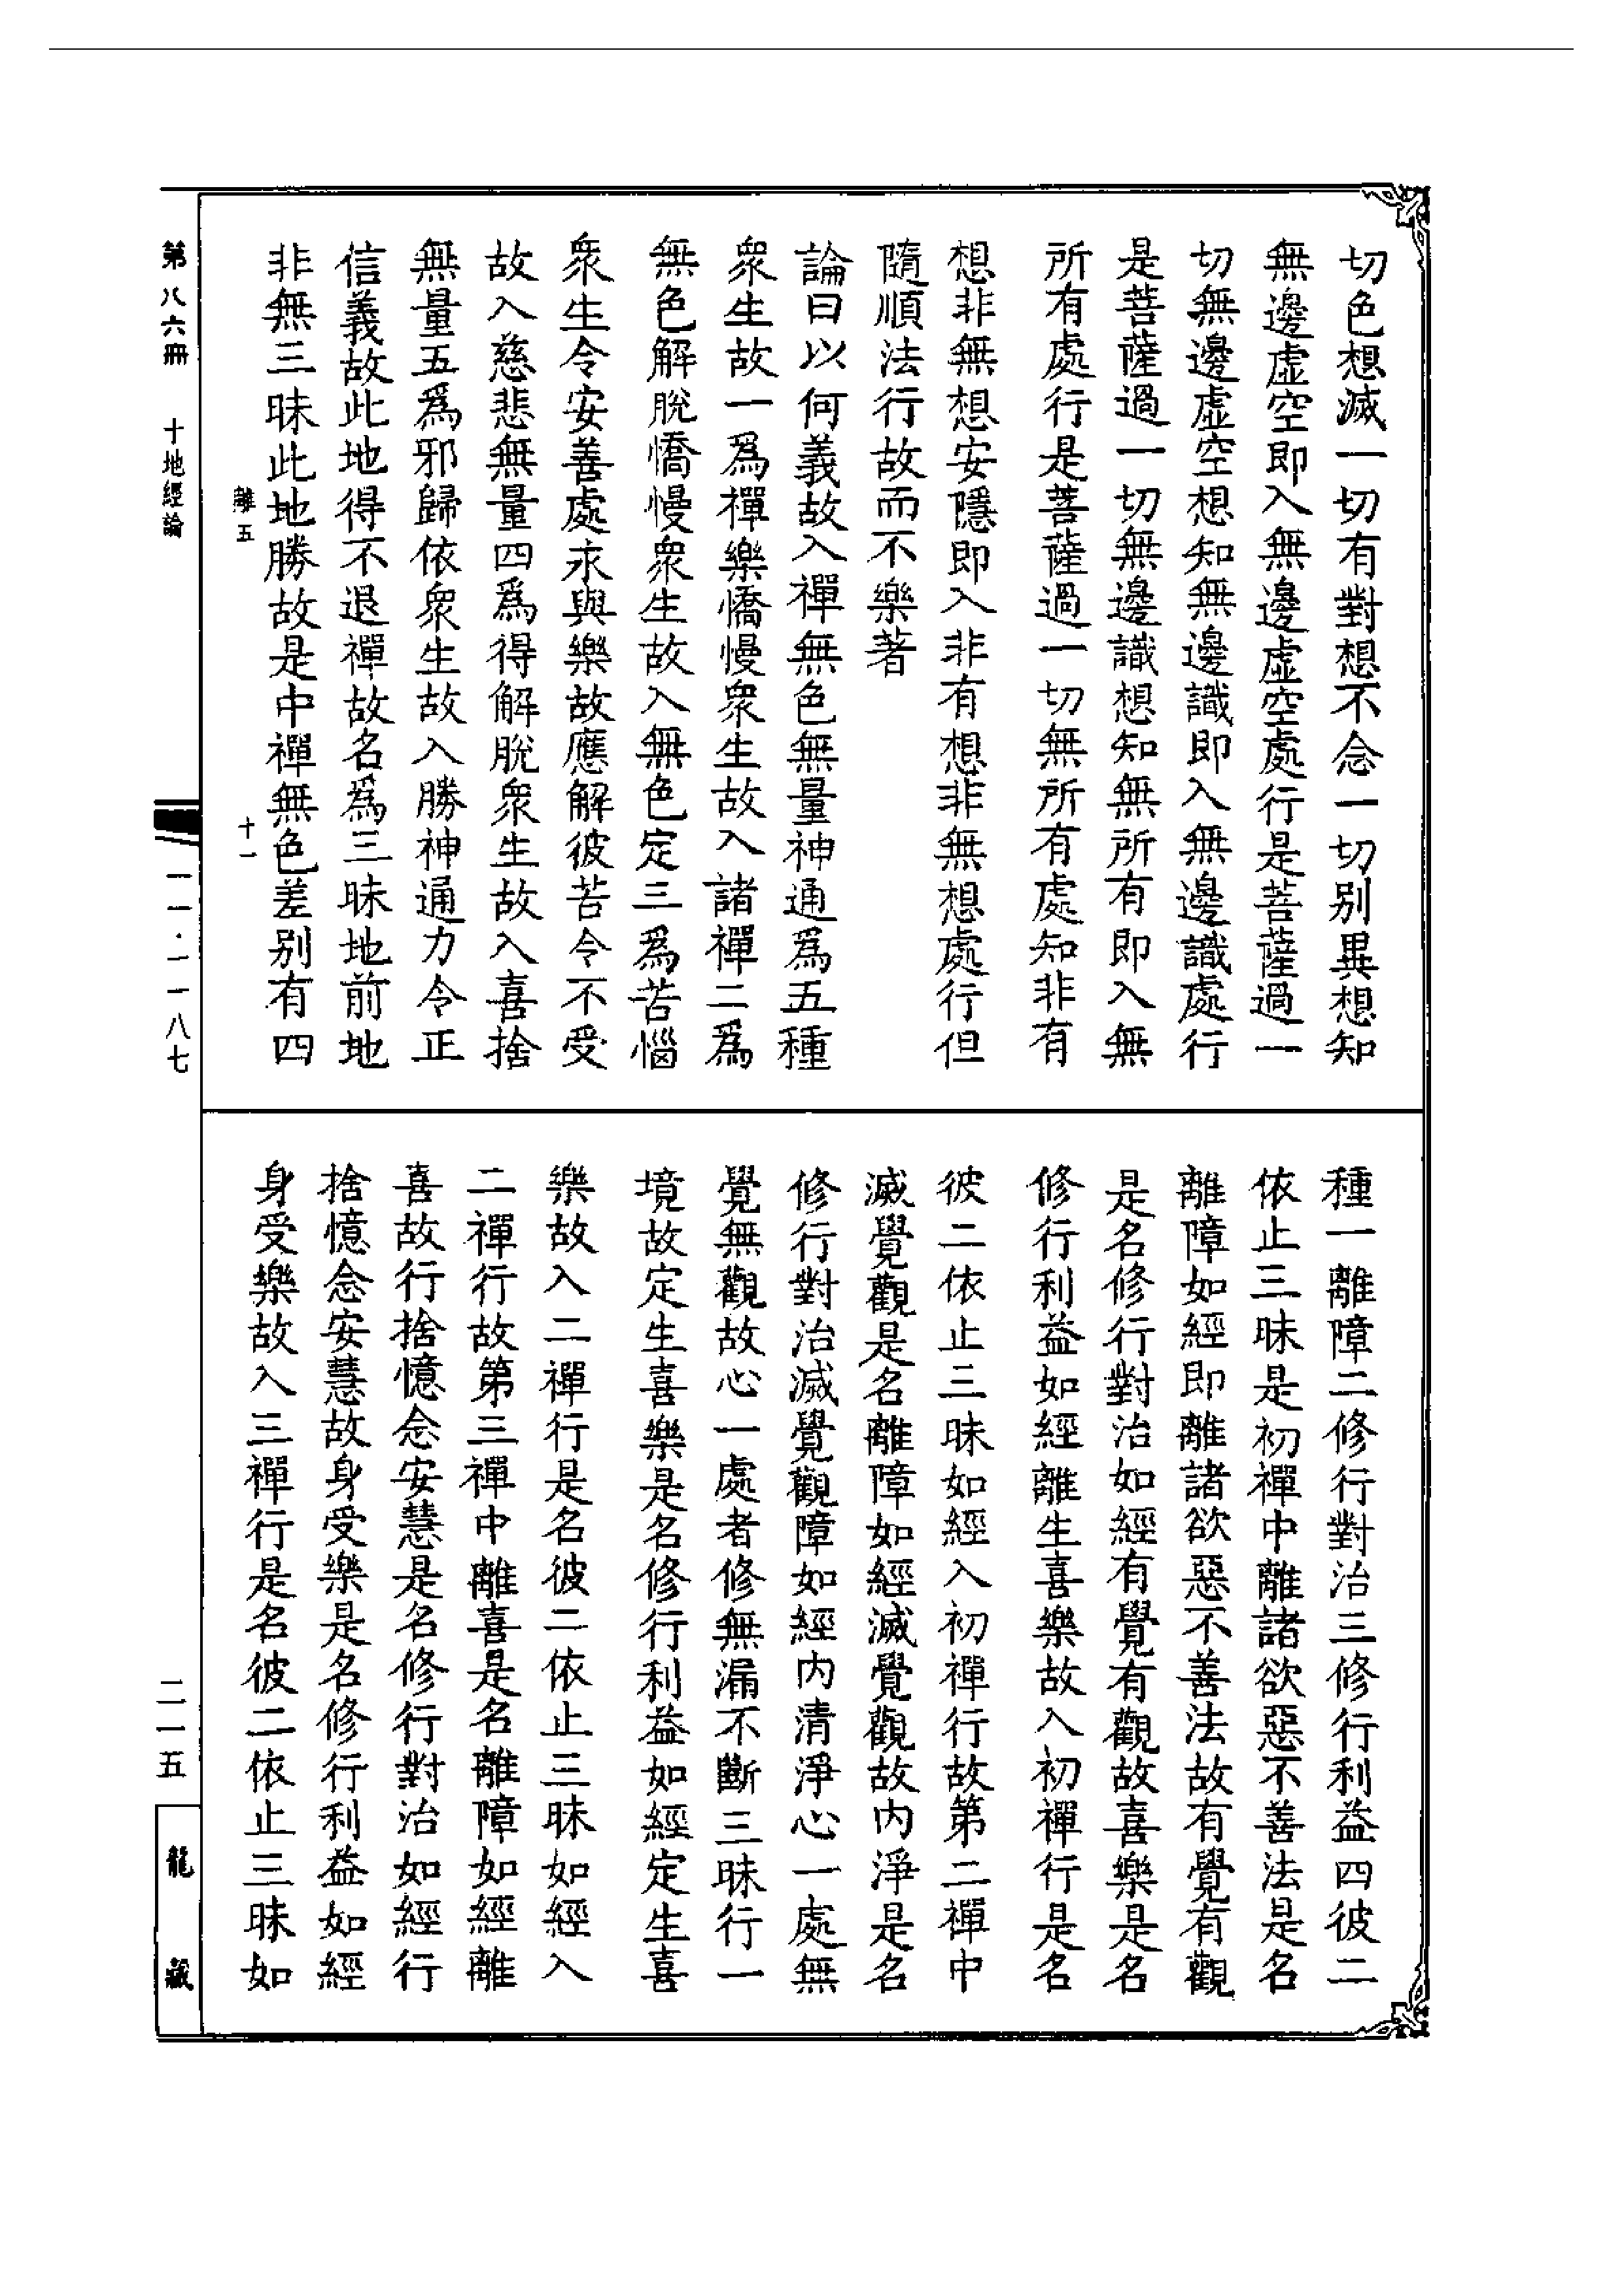 切色想滅一切有對想不念一切別異想知
無邊虛空即入無邊虛空處行是菩薩過一
切無邊虛空想知無邊識即入無邊識處行
是菩薩過一切無邊識想知無所有即入無
所有處行是菩薩過一切無所有處知非有
想非無想安隱即入非有想非無想處行但
隨順法行故而不樂著
論曰以何義故入禪無色無量神通爲五種
衆生故一爲禪樂憍慢衆生故入諸禪二爲
無色解脫憍慢衆生故入無色定三爲苦惱
衆生令安善處永與樂故應解彼苦令不受
故入慈悲無量四爲得解脫衆生故入喜捨
無量五爲邪歸依衆生故入勝神通力令正
信義故此地得不退禪故名爲三昧地前地
非無三昧此地勝故是中禪無色差別有四
離五
十一
種一離障二修行對治三修行利益四彼二
依止三昧是初禪中離諸欲惡不善法是名
離障如經即離諸欲惡不善法故有覺有觀
是名修行對治如經有覺有觀故喜樂是名
修行利益如經離生喜樂故入初禪行是名
彼二依止三昧如經入初禪行故第二禪中
滅覺觀是名離障如經滅覺觀故內淨是名
修行對治滅覺觀障如經內清淨心一處無
覺無觀故心一處者修無漏不斷三昧行一
境故定生喜樂是名修行利益如經定生喜
樂故入二禪行是名彼二依止三昧如經入
二禪行故第三禪中離喜是名離障如經離
喜故行捨憶念安慧是名修行對治如經行
捨憶念安慧故身受樂是名修行利益如經
身受樂故入三禪行是名彼二依止三昧如
第八六冊
十地經論
一一·一一八七
二一五
龍藏